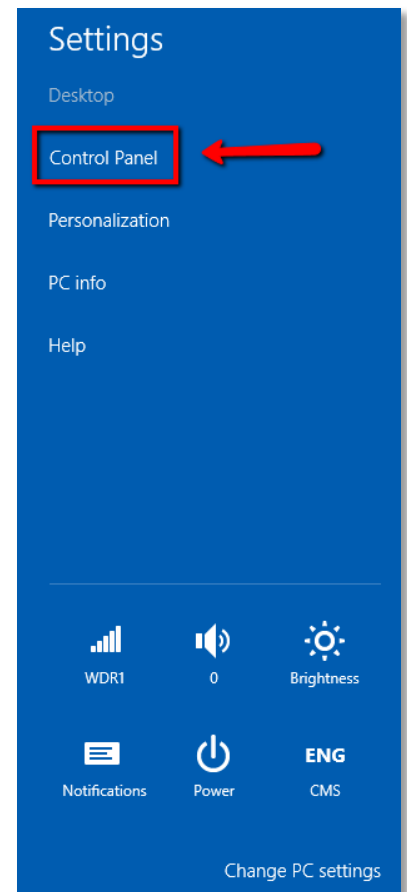 Settings
Desktop
Control Panel
Personalization
PC info
Help
WDR1 0 Brightness
ENG
Notifications Power CMS
Change PC settings